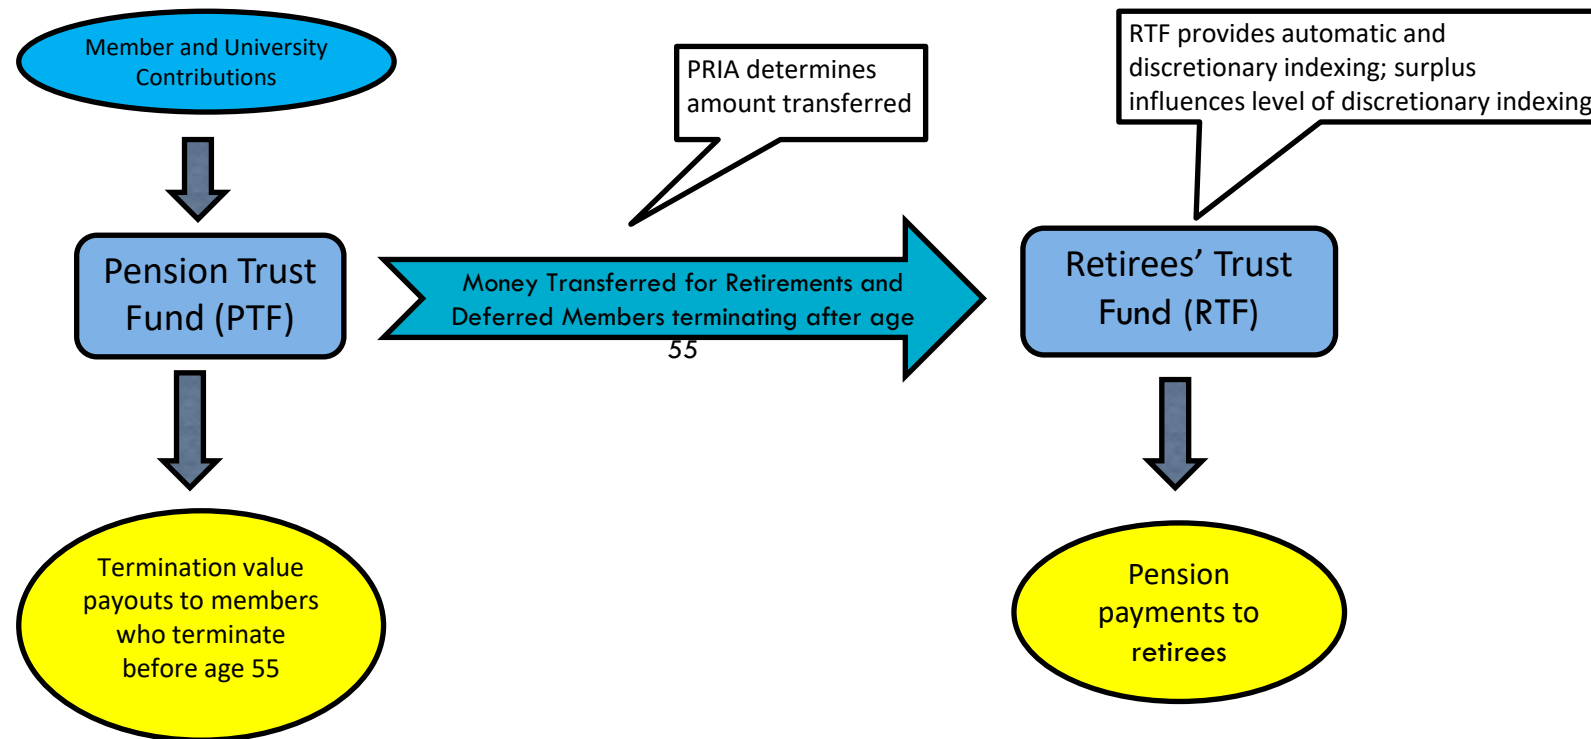 Member and University
Contributions
PRIA determines
amount transferred
RTF provides automatic and
discretionary indexing; surplus
influences level of discretionary indexing
Pension Trust
Fund (PTF)
Money Transferred for Retirements and
Deferred Members terminating after age
55
Retirees’ Trust
Fund (RTF)
Termination value
payouts to members
who terminate
before age 55
Pension
payments to
retirees